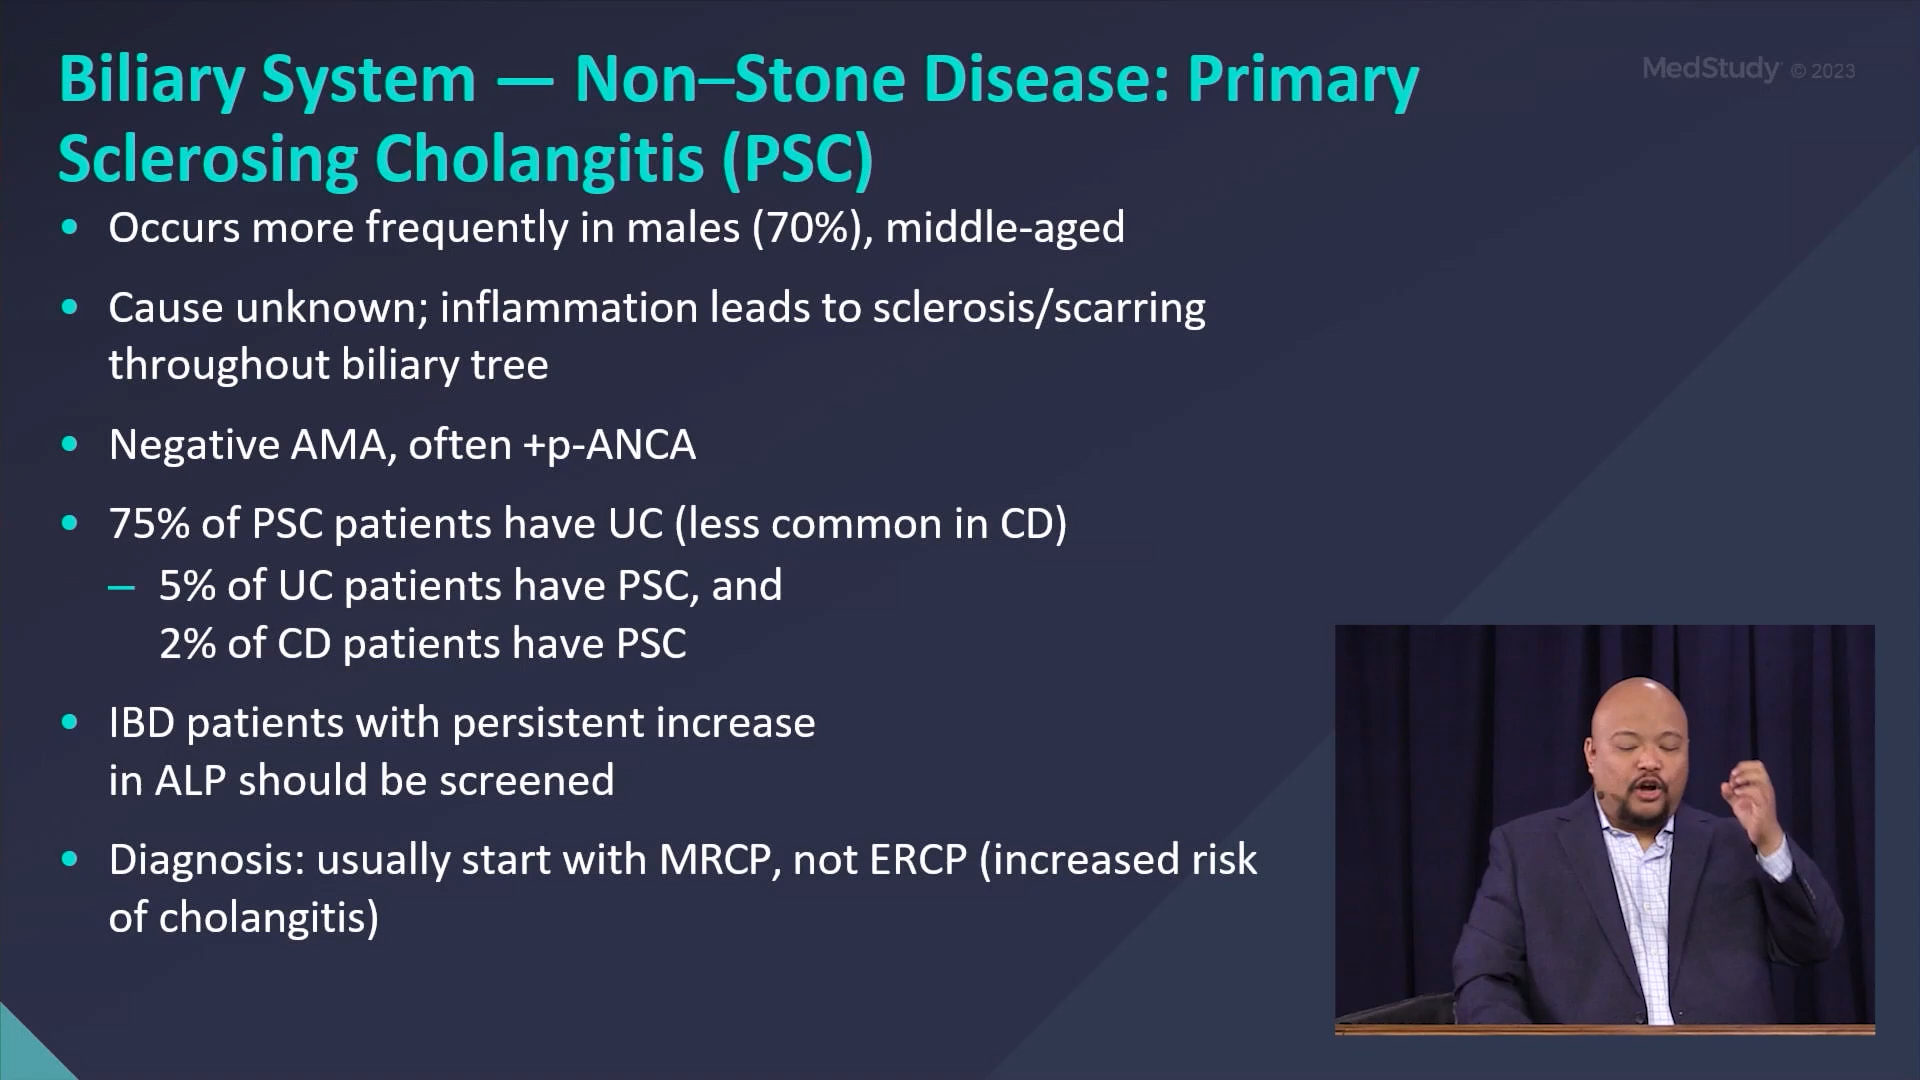 Biliary System — Non–Stone Disease: Primary
Sclerosing Cholangitis (PSC)
MedStudy © 2023
• Occurs more frequently in males (70%), middle-aged
• Cause unknown; inflammation leads to sclerosis/scarring
throughout biliary tree
• Negative AMA, often +p-ANCA
• 75% of PSC patients have UC (less common in CD)
– 5% of UC patients have PSC, and
2% of CD patients have PSC
• IBD patients with persistent increase
in ALP should be screened
• Diagnosis: usually start with MRCP, not ERCP (increased risk
of cholangitis)